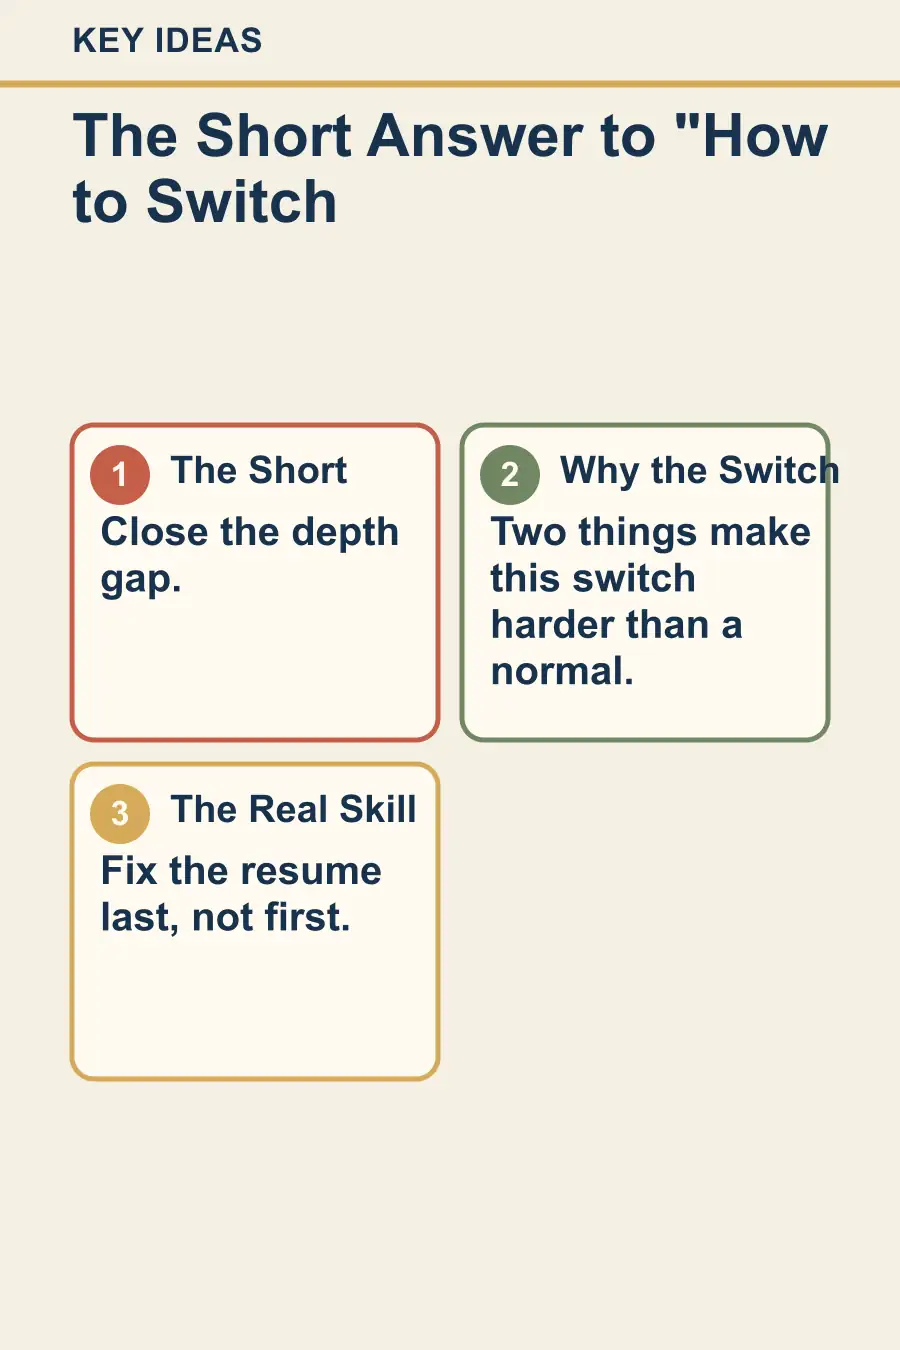 KEY IDEAS
The Short Answer to "How
to Switch
1
The Short
Close the depth
gap.
2
Why the Switch
Two things make
this switch
harder than a
normal.
3
The Real Skill
Fix the resume
last, not first.